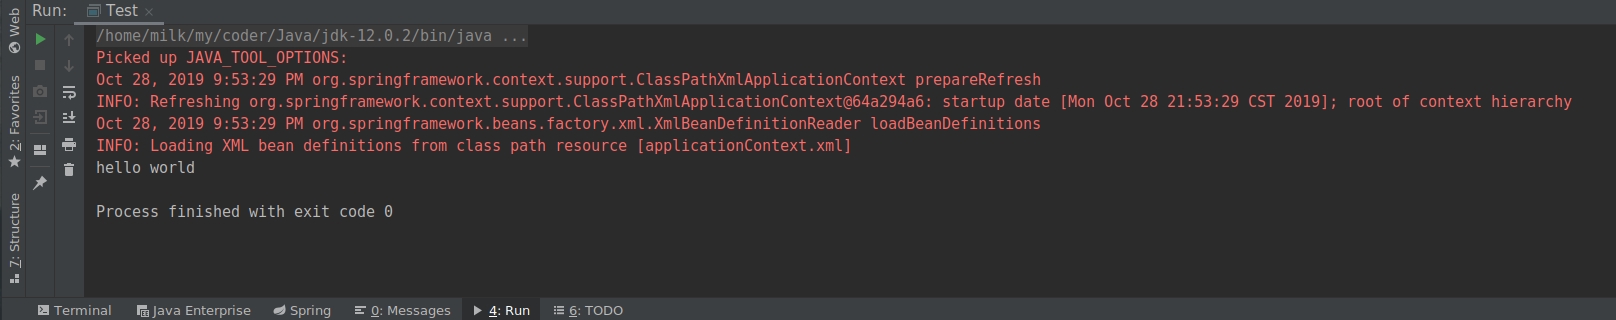 Run: Test
/home/milk/my/coder/Java/jdk-12.0.2/bin/java ...
Picked up JAVA_TOOL_OPTIONS:
Oct 28, 2019 9:53:29 PM org.springframework.context.support.ClassPathXmlApplicationContext prepareRefresh
INFO: Refreshing org.springframework.context.support.ClassPathXmlApplicationContext@64a294a6: startup date [Mon Oct 28 21:53:29 CST 2019]; root of context hierarchy
Oct 28, 2019 9:53:29 PM org.springframework.beans.factory.xml.XmlBeanDefinitionReader loadBeanDefinitions
INFO: Loading XML bean definitions from class path resource [applicationContext.xml]
hello world
Process finished with exit code 0
Web
2: Favorites
7: Structure
Terminal Java Enterprise Spring 0: Messages 4: Run 6: TODO